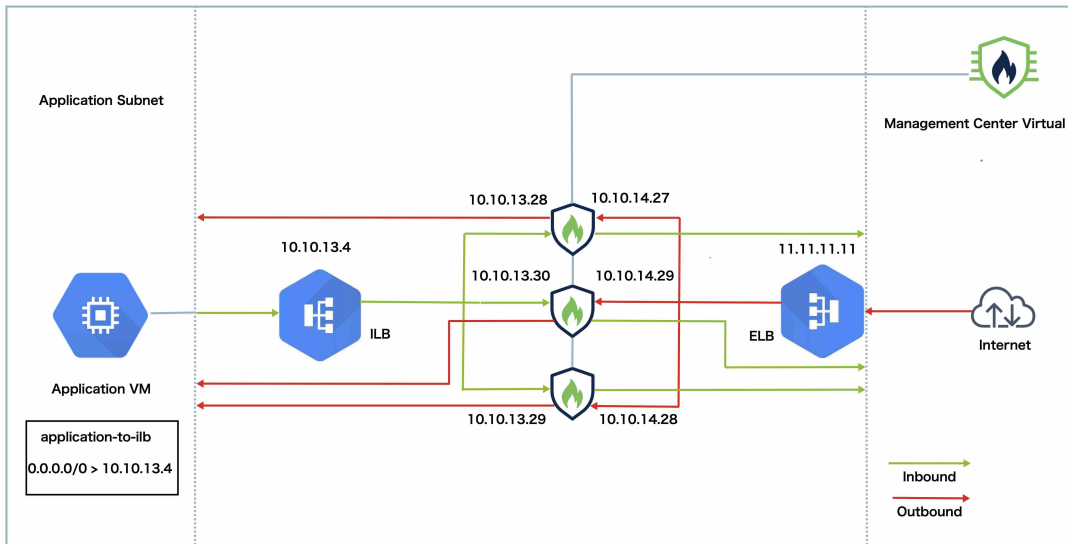 Application Subnet
Management Center Virtual
10.10.13.28
10.10.14.27
10.10.13.4
11.11.11.11
10.10.13.30
10.10.14.29
ILB
ELB
Internet
Application VM
10.10.13.29
10.10.14.28
application-to-ilb
0.0.0.0/0 > 10.10.13.4
Inbound
Outbound